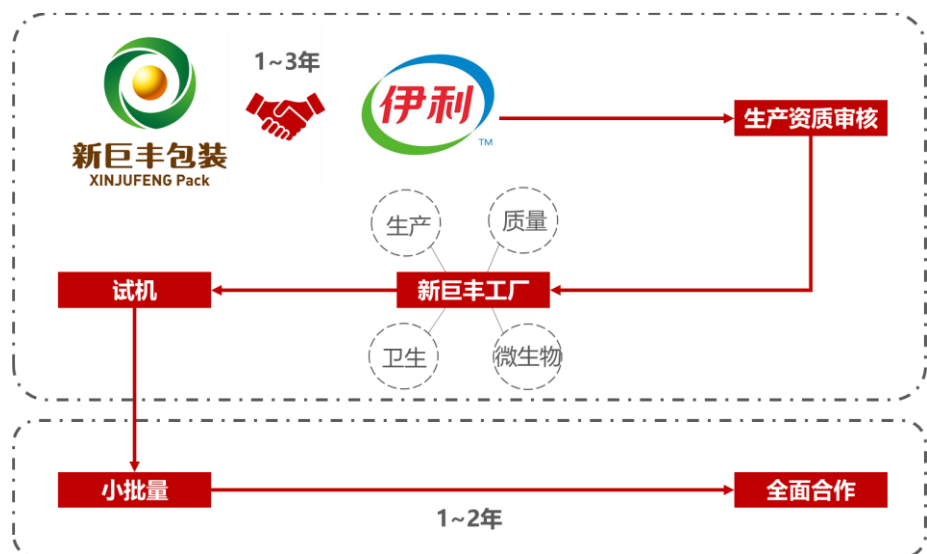 1~3年
伊利
TM
生产资质审核
新巨丰包装
XINJUFENG Pack
生产
质量
试机
新巨丰工厂
卫生
微生物
小批量
全面合作
1~2年